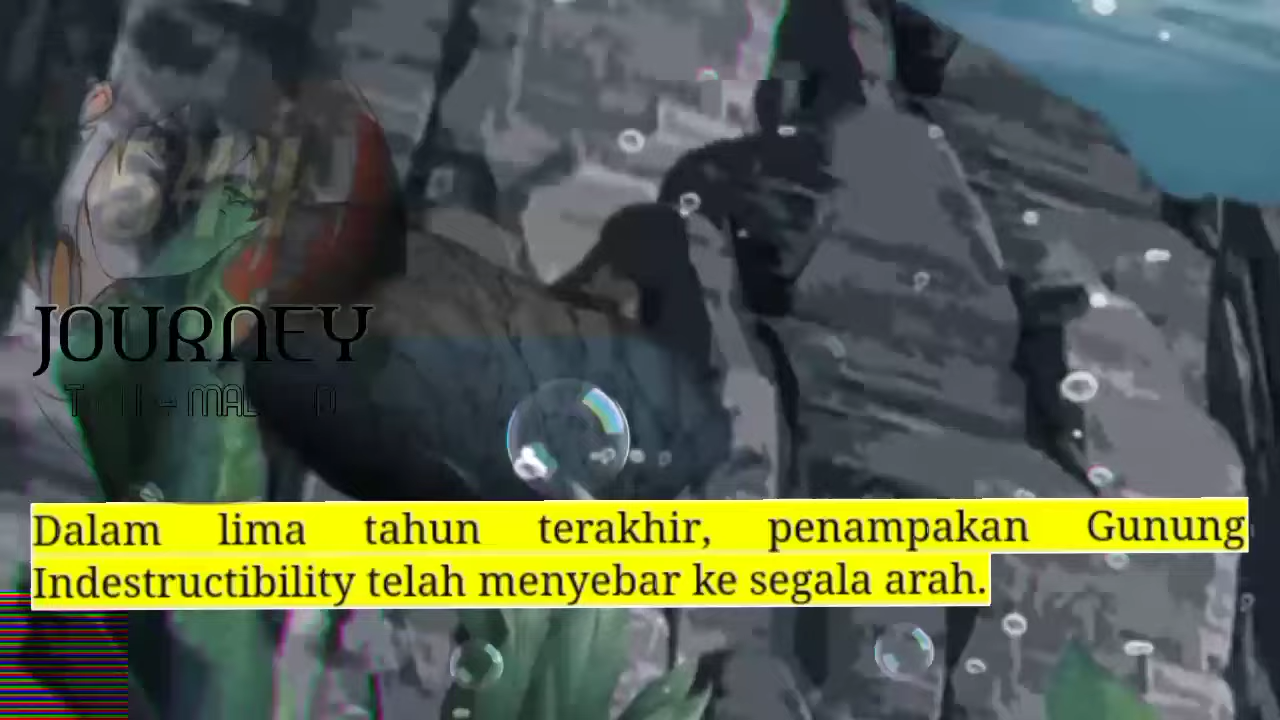 JOURNEY
Dalam lima tahun terakhir, penampakan Gunung
Indestructibility telah menyebar ke segala arah.